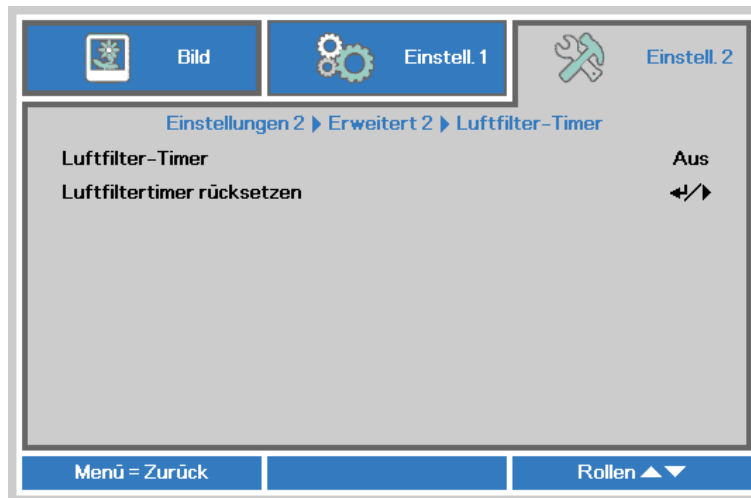 Bild
Einstell. 1
Einstell. 2
Einstellungen 2 ▶ Erweitert 2 ▶ Luftfilter-Timer
Luftfilter-Timer Aus
Luftfiltertimer rücksetzen ↵/▶
Menü = Zurück
Rollen ▲▼